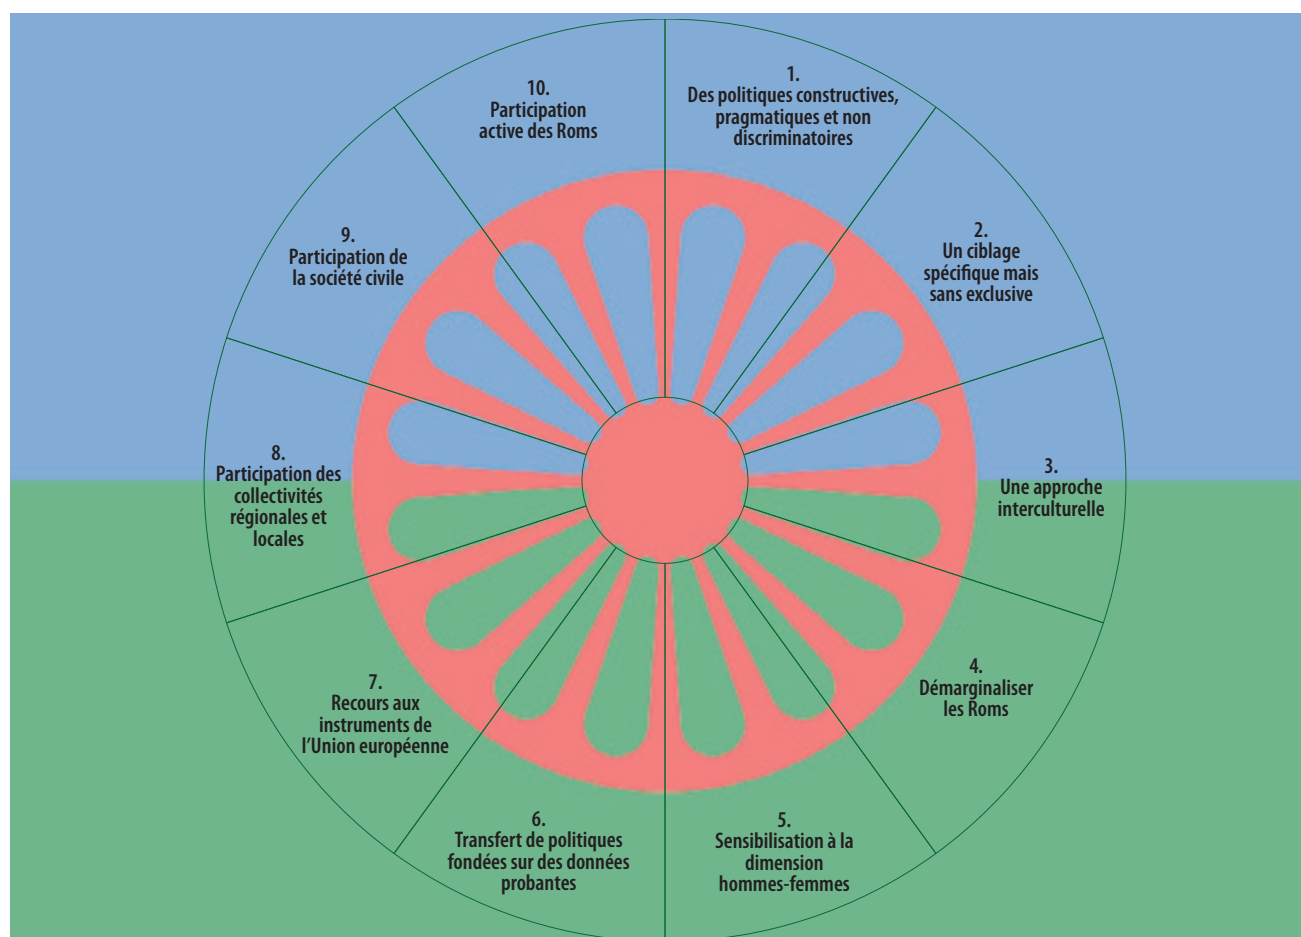 1.
Des politiques constructives,
pragmatiques et non
discriminatoires
2.
Un ciblage
spécifique mais
sans exclusive
3.
Une approche
interculturelle
4.
Démarginaliser
les Roms
5.
Sensibilisation à la
dimension
hommes-femmes
6.
Transfert de politiques
fondées sur des données
probantes
7.
Recours aux
instruments de
l’Union européenne
8.
Participation des
collectivités
régionales et
locales
9.
Participation de
la société civile
10.
Participation
active des Roms